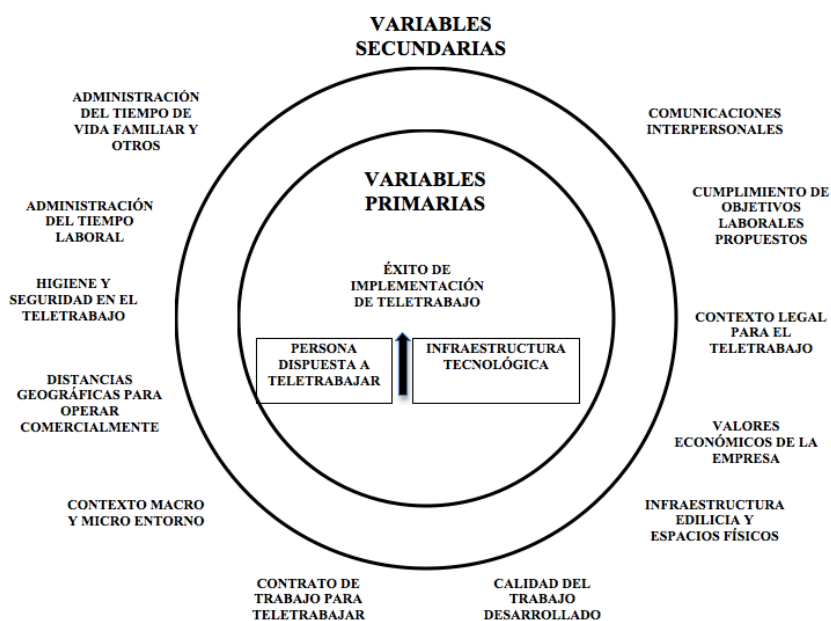 VARIABLES
SECUNDARIAS
ADMINISTRACIÓN
DEL TIEMPO DE
VIDA FAMILIAR Y
OTROS
COMUNICACIONES
INTERPERSONALES
VARIABLES
PRIMARIAS
ADMINISTRACIÓN
DEL TIEMPO
LABORAL
CUMPLIMIENTO DE
OBJETIVOS
LABORALES
PROPUESTOS
ÉXITO DE
IMPLEMENTACIÓN
DE TELETRABAJO
HIGIENE Y
SEGURIDAD EN EL
TELETRABAJO
CONTEXTO LEGAL
PARA EL
TELETRABAJO
PERSONA
DISPUESTA A
TELETRABAJAR
INFRAESTRUCTURA
TECNOLÓGICA
DISTANCIAS
GEOGRÁFICAS PARA
OPERAR
COMERCIALMENTE
VALORES
ECONÓMICOS DE LA
EMPRESA
CONTEXTO MACRO
Y MICRO ENTORNO
INFRAESTRUCTURA
EDILICIA Y
ESPACIOS FÍSICOS
CONTRATO DE
TRABAJO PARA
TELETRABAJAR
CALIDAD DEL
TRABAJO
DESARROLLADO